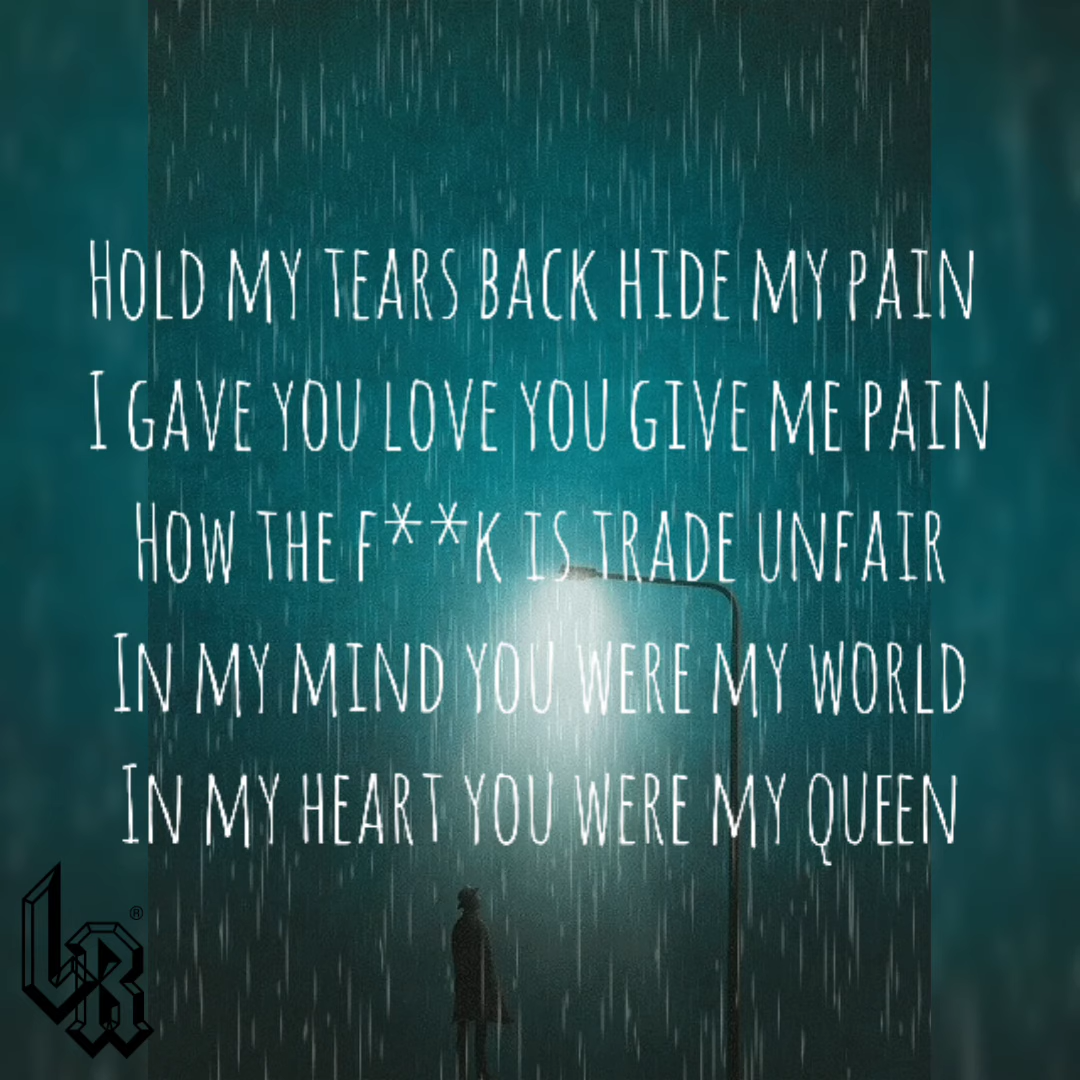 Hold my tears back hide my pain
I gave you love you give me pain
How the f**k is trade unfair
In my mind you were my world
In my heart you were my queen
LR
®